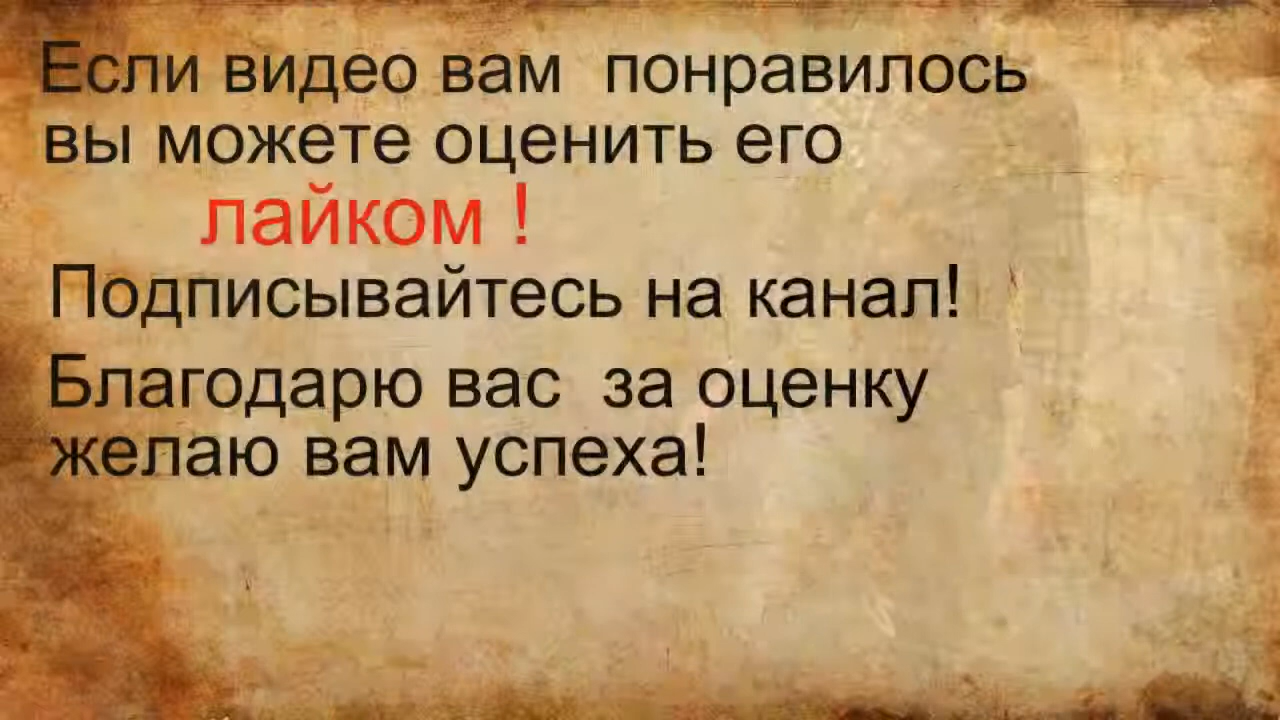 Если видео вам понравилось
вы можете оценить его
лайком !
Подписывайтесь на канал!
Благодарю вас за оценку
желаю вам успеха!